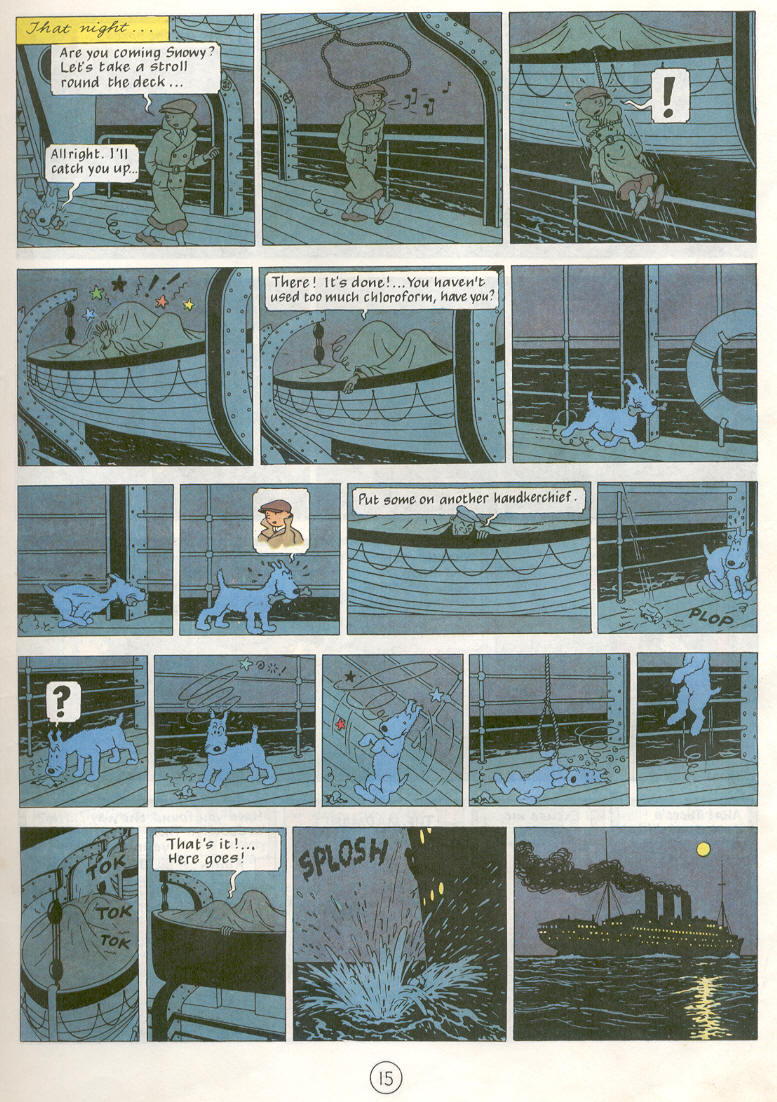 That night...
Are you coming Snowy?
Let's take a stroll
round the deck...
All right. I'll
catch you up...
!
!!
There! It's done!...You haven't
used too much chloroform, have you?
Put some on another handkerchief.
PLOP
?
!
TOK
TOK
TOK
That's it!...
Here goes!
SPLOSH
15